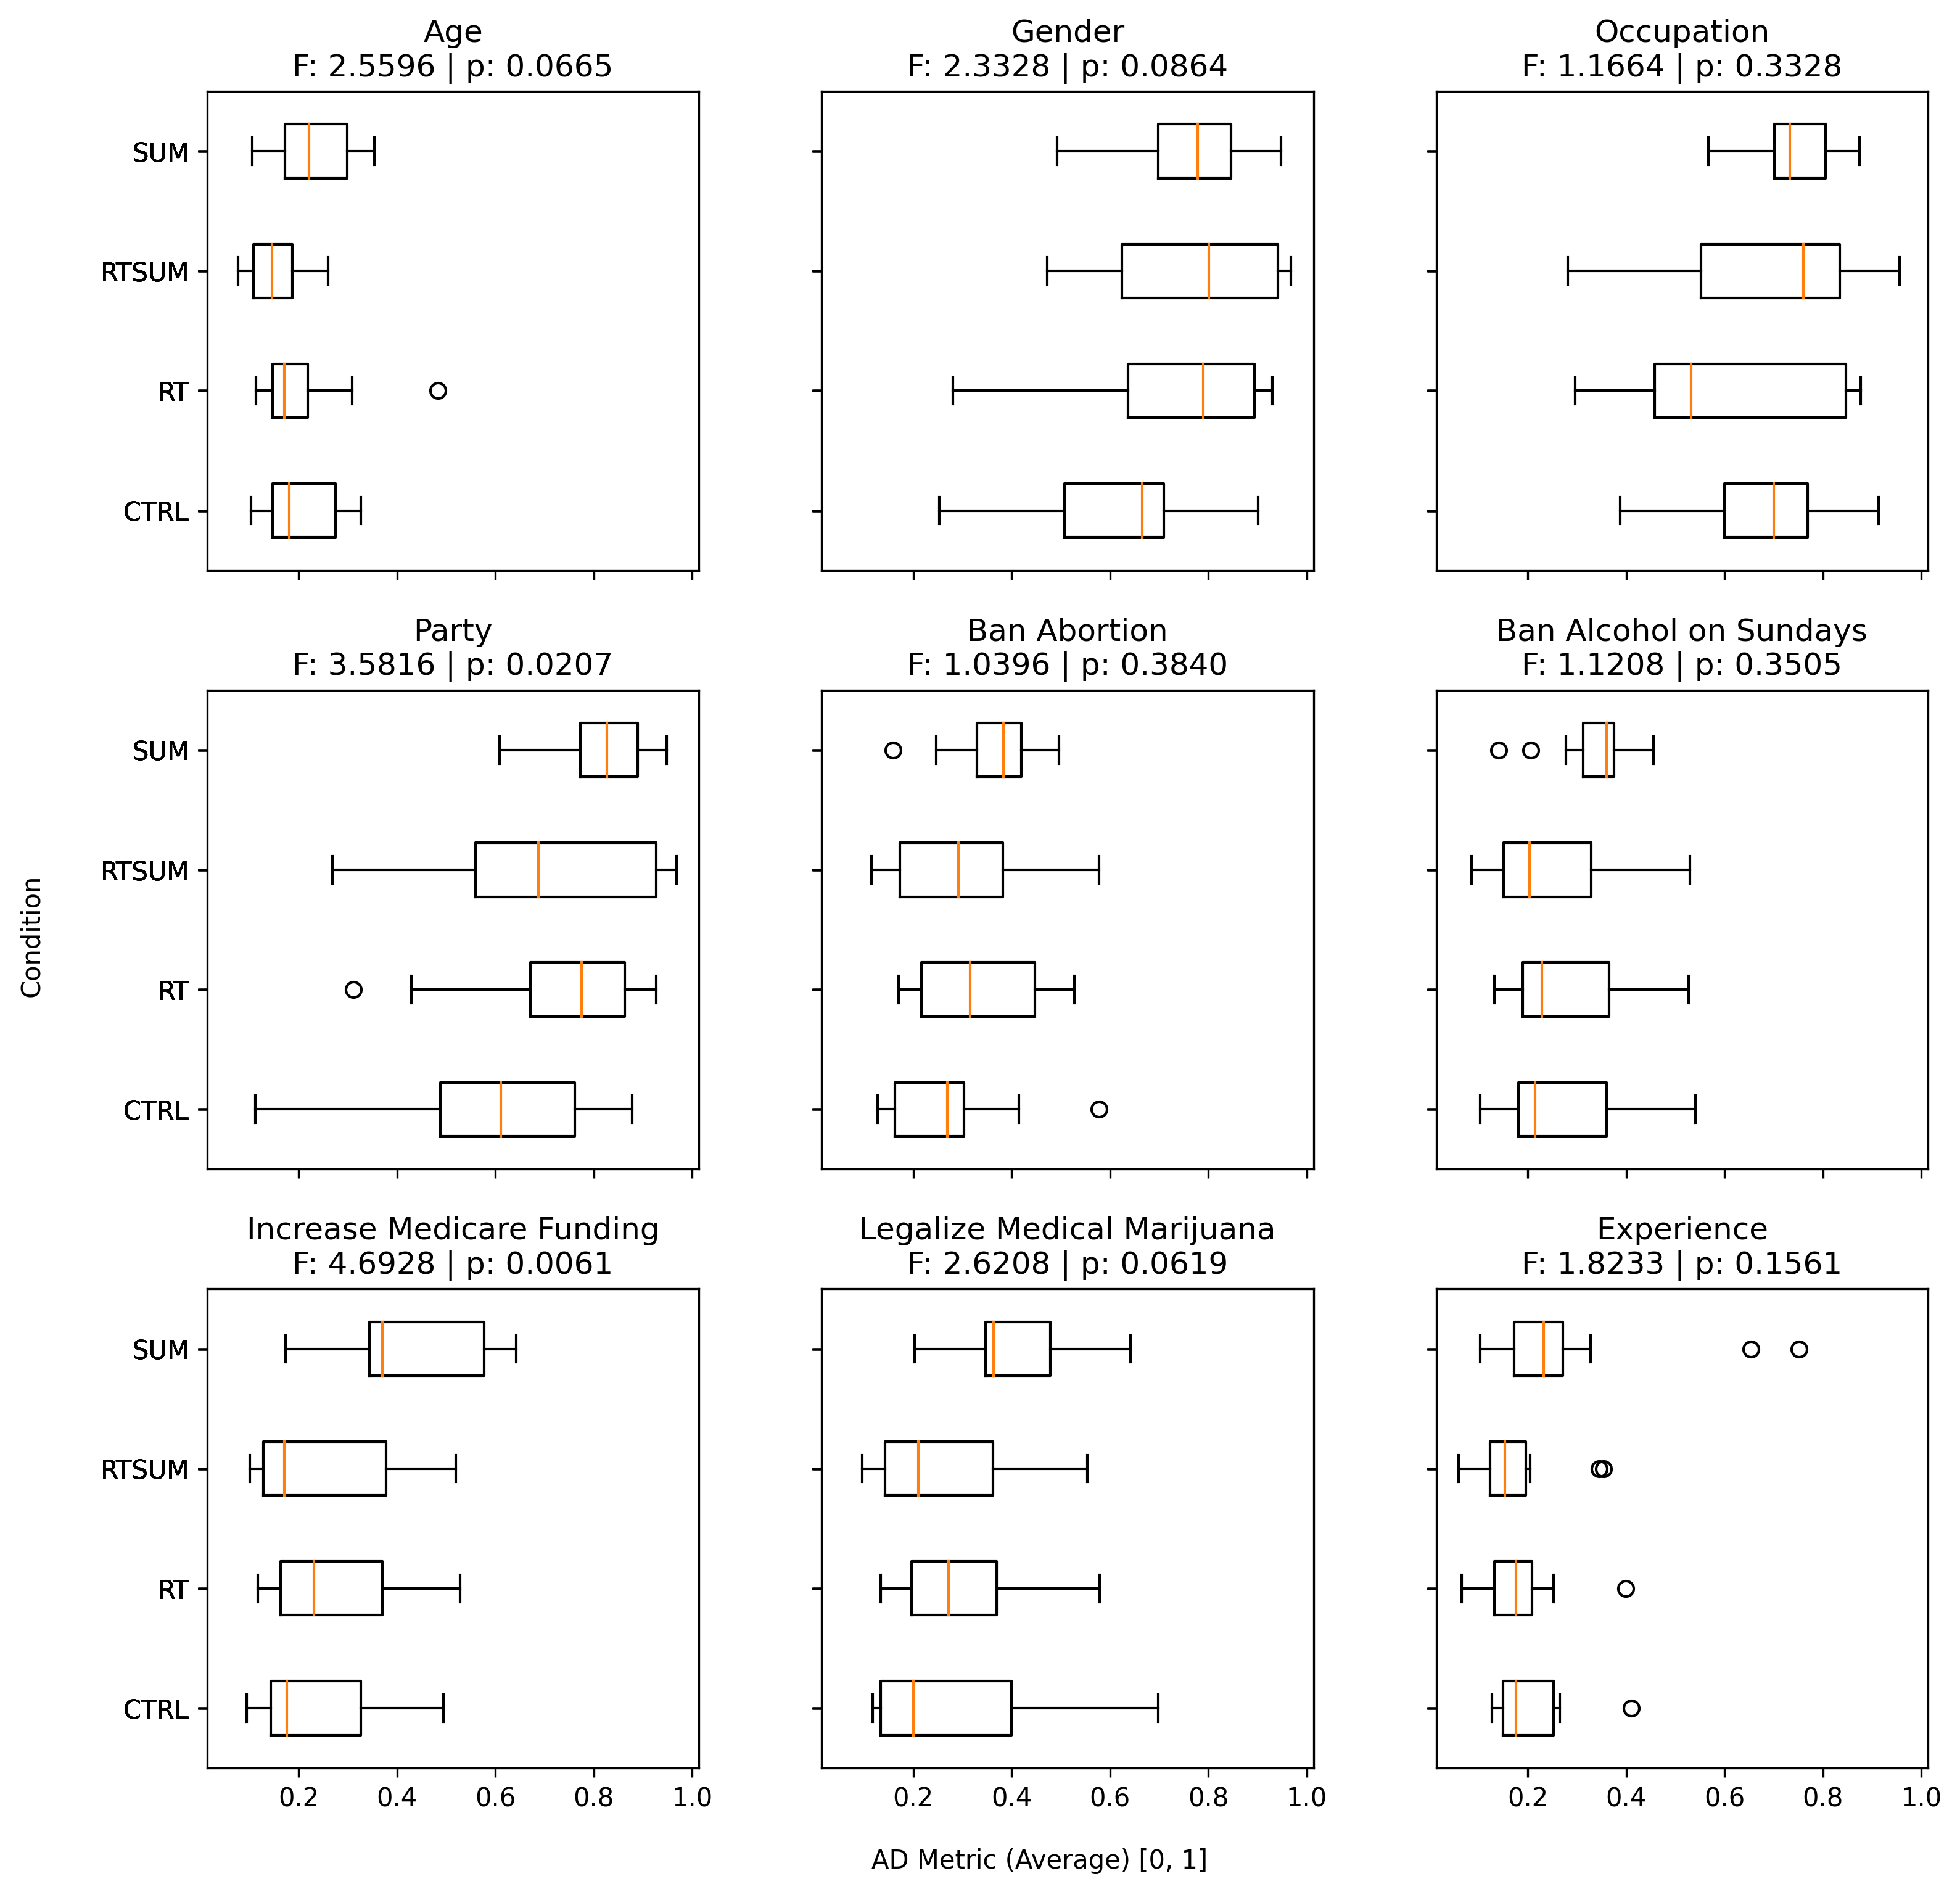 Age
F: 2.5596 | p: 0.0665
Gender
F: 2.3328 | p: 0.0864
Occupation
F: 1.1664 | p: 0.3328
SUM
RTSUM
RT
CTRL
Party
F: 3.5816 | p: 0.0207
Ban Abortion
F: 1.0396 | p: 0.3840
Ban Alcohol on Sundays
F: 1.1208 | p: 0.3505
SUM
RTSUM
RT
CTRL
Condition
Increase Medicare Funding
F: 4.6928 | p: 0.0061
Legalize Medical Marijuana
F: 2.6208 | p: 0.0619
Experience
F: 1.8233 | p: 0.1561
SUM
RTSUM
RT
CTRL
0.2 0.4 0.6 0.8 1.0
0.2 0.4 0.6 0.8 1.0
0.2 0.4 0.6 0.8 1.0
AD Metric (Average) [0, 1]